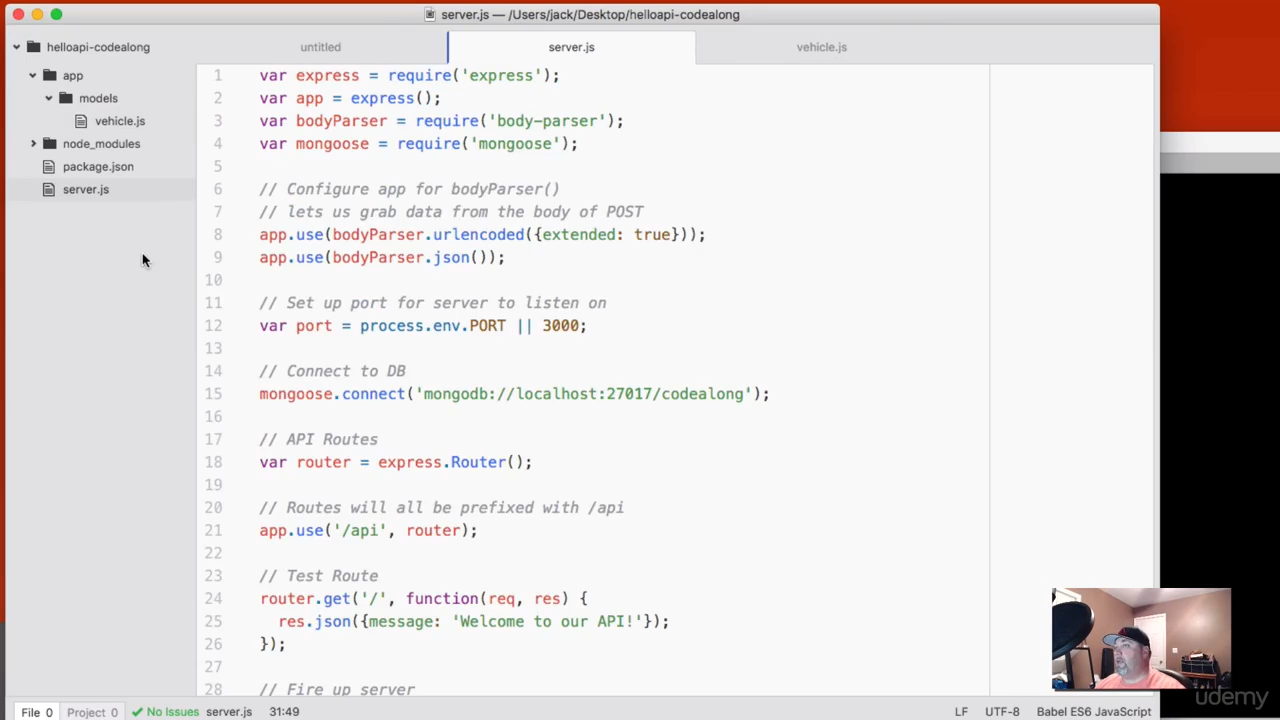 server.js — /Users/jack/Desktop/helloapi-codealong
helloapi-codealong
app
models
vehicle.js
node_modules
package.json
server.js
untitled
server.js
vehicle.js
1 var express = require('express');
2 var app = express();
3 var bodyParser = require('body-parser');
4 var mongoose = require('mongoose');
5
6 // Configure app for bodyParser()
7 // lets us grab data from the body of POST
8 app.use(bodyParser.urlencoded({extended: true}));
9 app.use(bodyParser.json());
10
11 // Set up port for server to listen on
12 var port = process.env.PORT || 3000;
13
14 // Connect to DB
15 mongoose.connect('mongodb://localhost:27017/codealong');
16
17 // API Routes
18 var router = express.Router();
19
20 // Routes will all be prefixed with /api
21 app.use('/api', router);
22
23 // Test Route
24 router.get('/', function(req, res) {
25 res.json({message: 'Welcome to our API!'});
26 });
27
28 // Fire up server
File 0 Project 0 No Issues server.js 31:49 LF UTF-8 Babel ES6 JavaScript
udemy